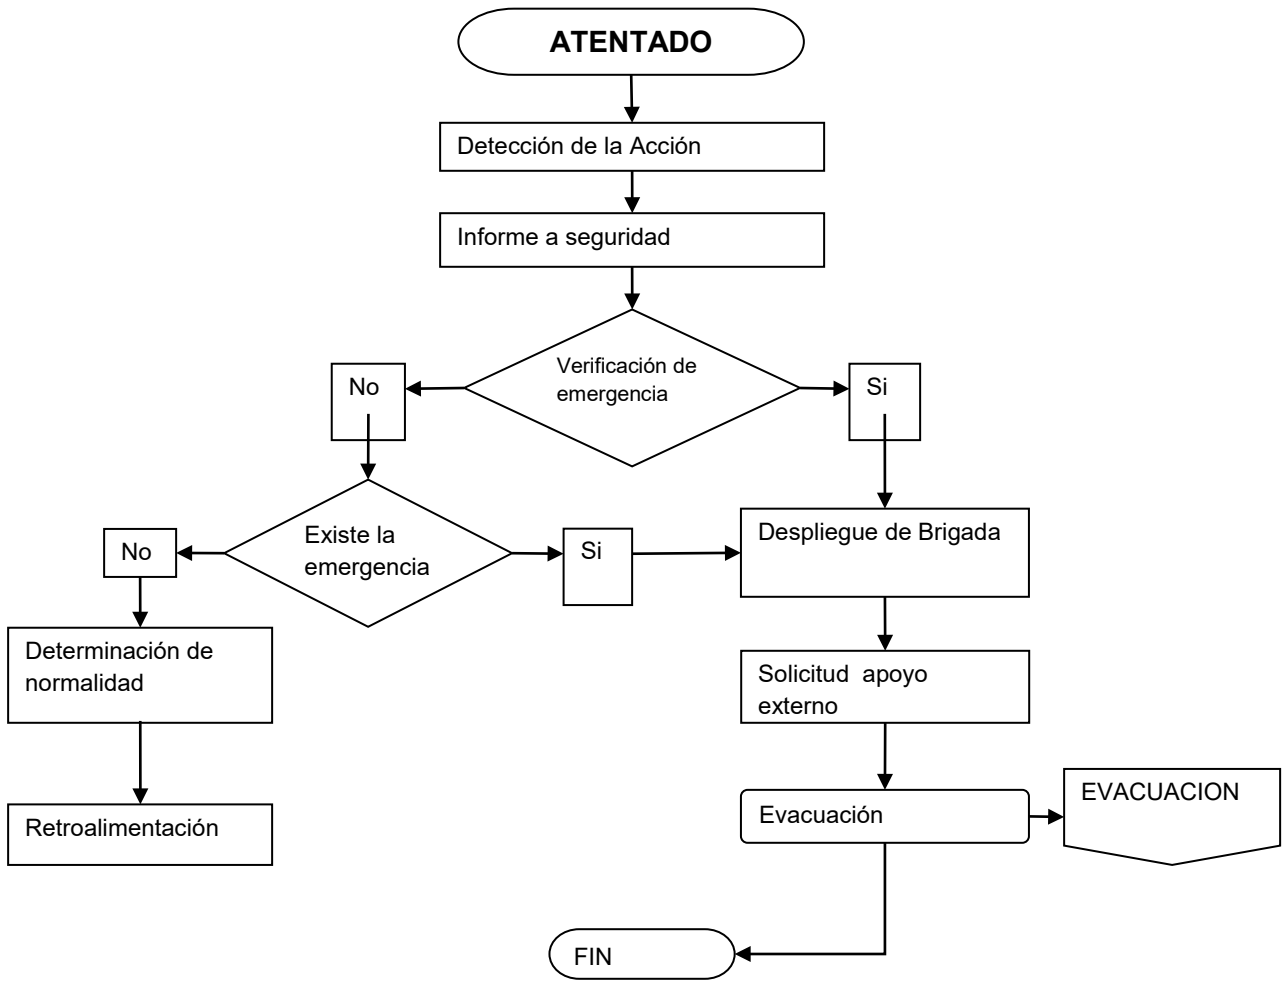 ATENTADO
Detección de la Acción
Informe a seguridad
Verificación de
emergencia
No
Si
Existe la
emergencia
No
Si
Despliegue de Brigada
Determinación de
normalidad
Solicitud  apoyo
externo
Retroalimentación
Evacuación
EVACUACION
FIN